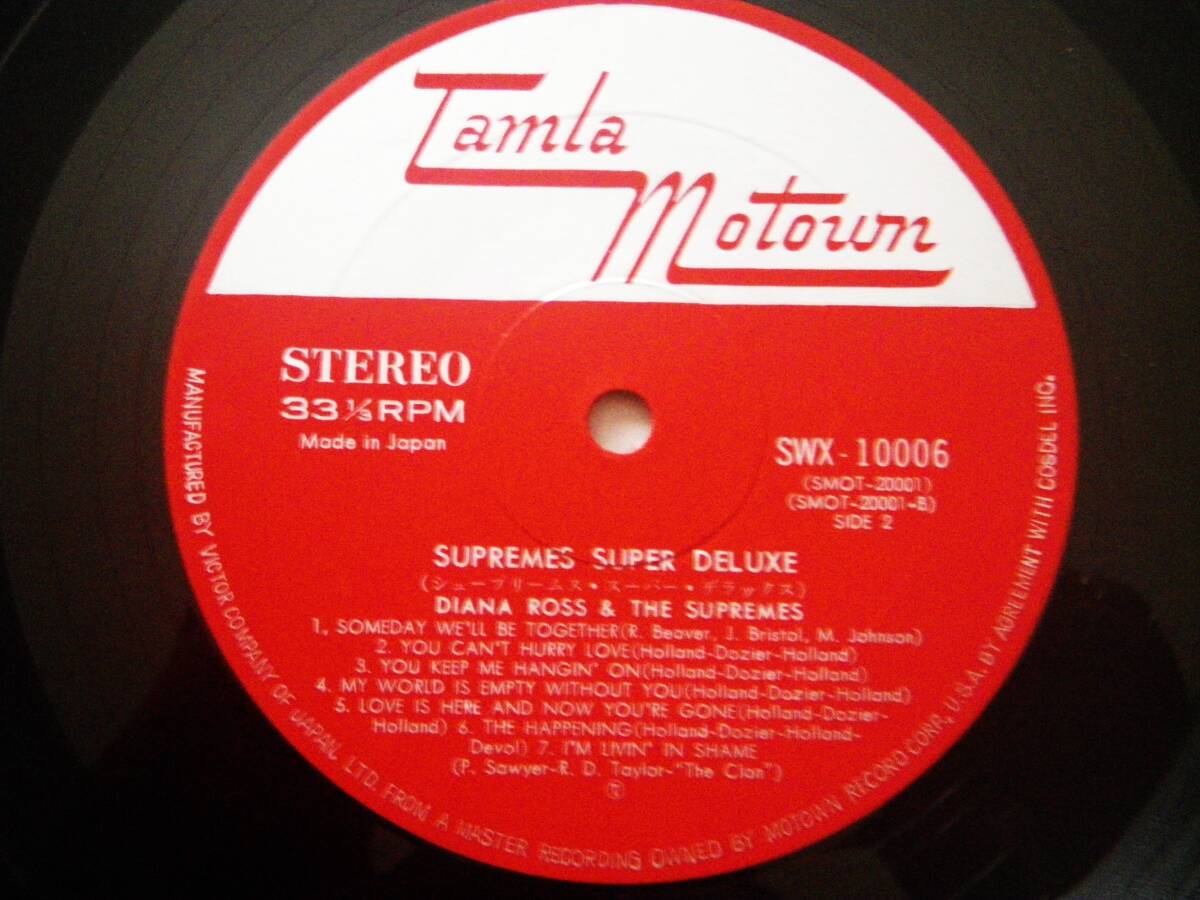 Tamla
Motown
STEREO
33 1/3 RPM
Made in Japan
SWX-10006
(SMOT-20001)
(SMOT-20001-B)
SIDE 2
SUPREMES SUPER DELUXE
(シュープリームス・スーパー・デラックス)
DIANA ROSS & THE SUPREMES
1. SOMEDAY WE'LL BE TOGETHER(R. Beaver, J. Bristol, M. Johnson)
2. YOU CAN'T HURRY LOVE(Holland-Dozier-Holland)
3. YOU KEEP ME HANGIN' ON(Holland-Dozier-Holland)
4. MY WORLD IS EMPTY WITHOUT YOU(Holland-Dozier-Holland)
5. LOVE IS HERE AND NOW YOU'RE GONE(Holland-Dozier-
Holland) 6. THE HAPPENING(Holland-Dozier-Holland-
Devol) 7. I'M LIVIN' IN SHAME
(P. Sawyer-R. D. Taylor-"The Clan")
Ⓡ
MANUFACTURED BY VICTOR COMPANY OF JAPAN, LTD. FROM A MASTER RECORDING OWNED BY MOTOWN RECORD CORP., U.S.A. BY AGREEMENT WITH COSDEL INC.